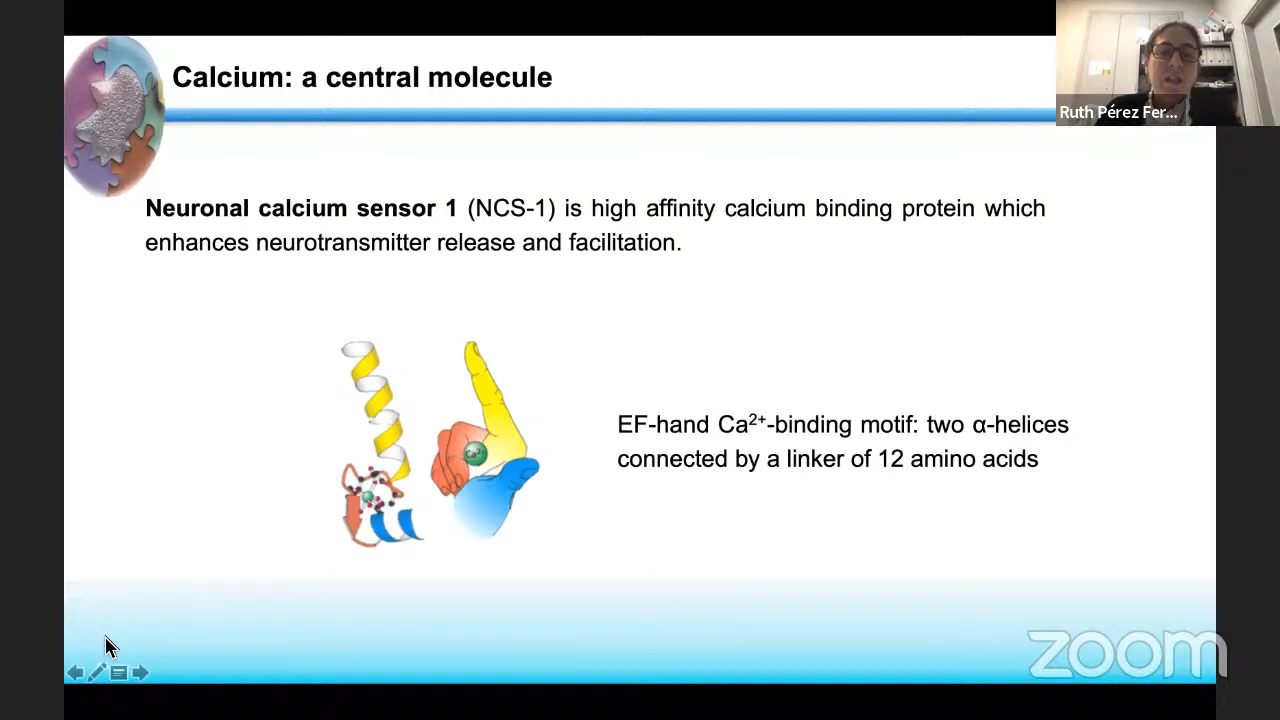 Calcium: a central molecule
Ruth Pérez Fer...
Neuronal calcium sensor 1 (NCS-1) is high affinity calcium binding protein which
enhances neurotransmitter release and facilitation.
Ca²⁺
EF-hand Ca²⁺-binding motif: two α-helices
connected by a linker of 12 amino acids
zoom